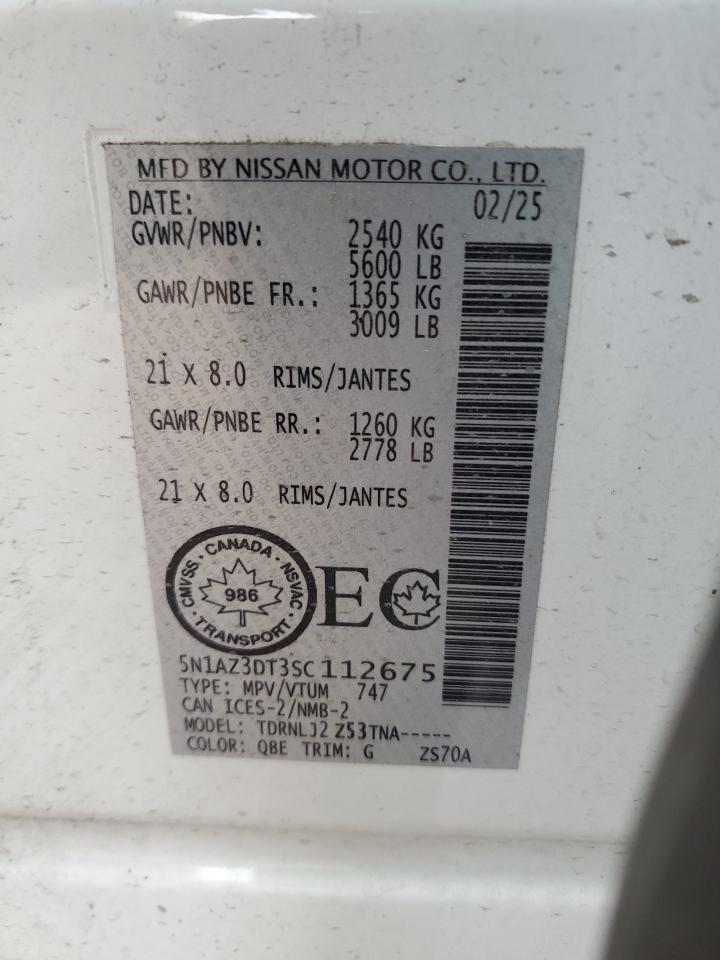 MFD BY NISSAN MOTOR CO., LTD.
DATE: 02/25
GVWR/PNBV: 2540 KG
5600 LB
GAWR/PNBE FR.: 1365 KG
3009 LB
21 X 8.0 RIMS/JANTES
GAWR/PNBE RR.: 1260 KG
2778 LB
21 X 8.0 RIMS/JANTES
CMVSS · CANADA · NSVAC · TRANSPORT ·
986
EC
5N1AZ3DT3SC112675
TYPE: MPV/VTUM 747
CAN ICES-2/NMB-2
MODEL: TDRNLJ2 Z53TNA-----
COLOR: QBE TRIM: G ZS70A